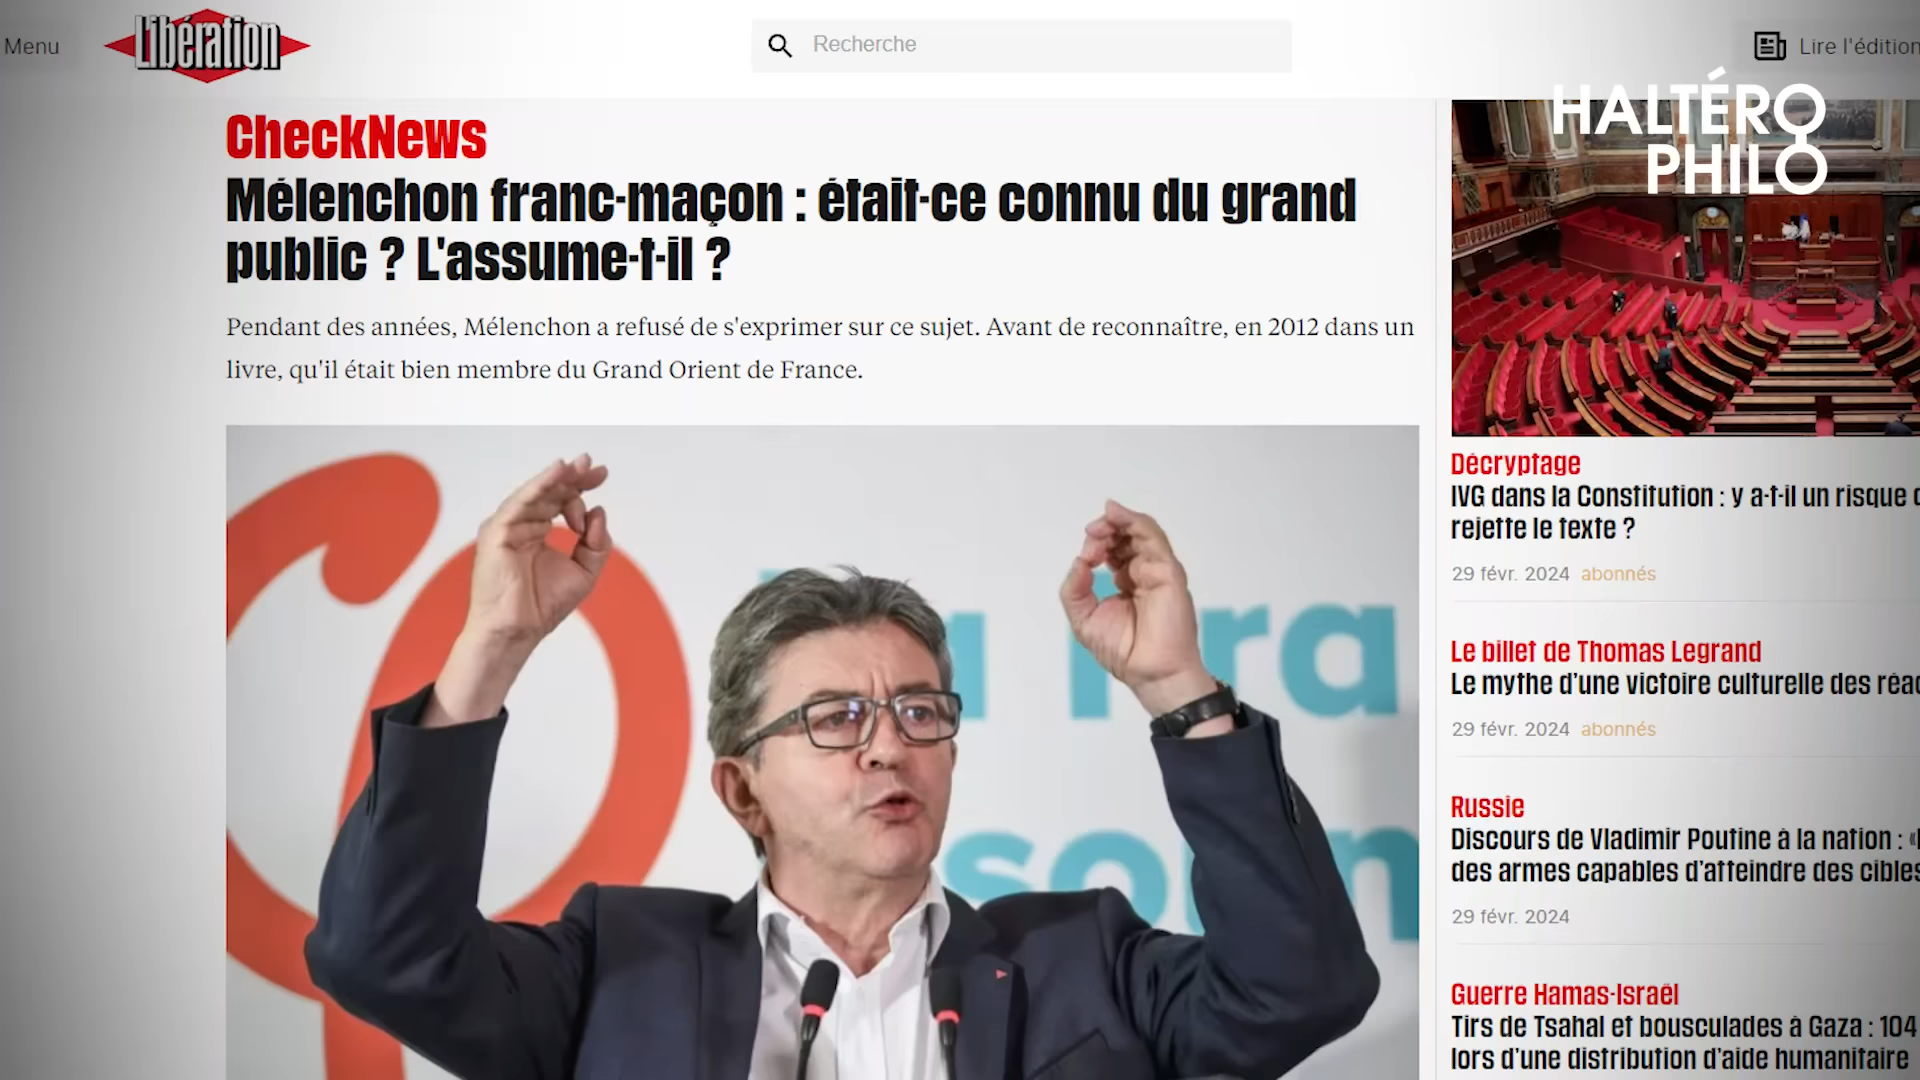 Menu
Libération
Recherche
Lire l'édition
HALTÉRO
PHILO
CheckNews
Mélenchon franc-maçon : était-ce connu du grand
public ? L'assume-t-il ?
Pendant des années, Mélenchon a refusé de s'exprimer sur ce sujet. Avant de reconnaître, en 2012 dans un
livre, qu'il était bien membre du Grand Orient de France.
Décryptage
IVG dans la Constitution : y a-t-il un risque
rejette le texte ?
29 févr. 2024 abonnés
Le billet de Thomas Legrand
Le mythe d'une victoire culturelle des réac
29 févr. 2024 abonnés
Russie
Discours de Vladimir Poutine à la nation :
des armes capables d'atteindre des cibles
29 févr. 2024
Guerre Hamas-Israël
Tirs de Tsahal et bousculades à Gaza : 104
lors d'une distribution d'aide humanitaire